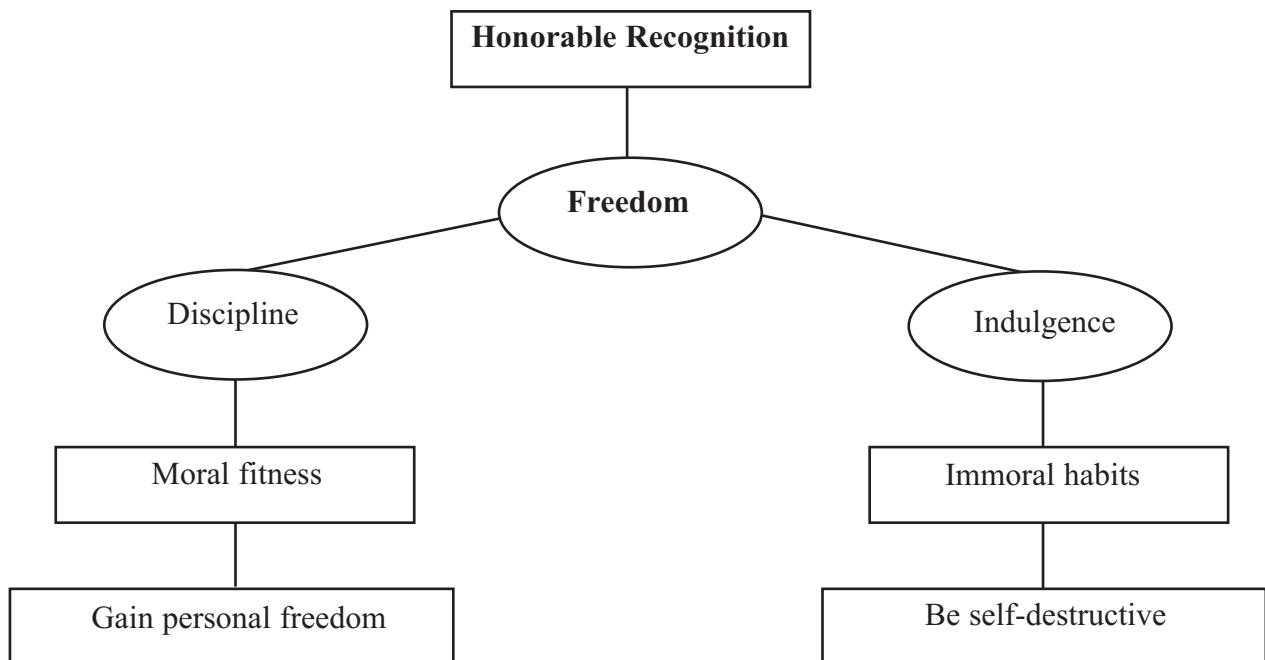 Honorable Recognition
Freedom
Discipline
Indulgence
Moral fitness
Immoral habits
Gain personal freedom
Be self-destructive